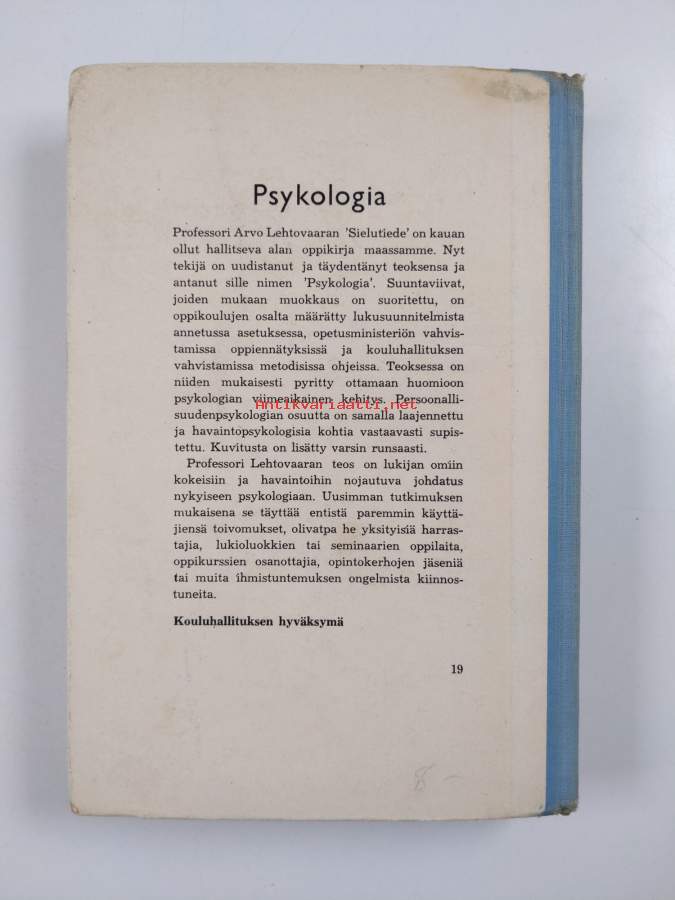 Psykologia
Professori Arvo Lehtovaaran 'Sielutiede' on kauan
ollut hallitseva alan oppikirja maassamme. Nyt
tekijä on uudistanut ja täydentänyt teoksensa ja
antanut sille nimen 'Psykologia'. Suuntaviivat,
joiden mukaan muokkaus on suoritettu, on
oppikoulujen osalta määrätty lukusuunnitelmista
annetussa asetuksessa, opetusministeriön vahvis-
tamissa oppiennätyksissä ja kouluhallituksen
vahvistamissa metodisissa ohjeissa. Teoksessa on
niiden mukaisesti pyritty ottamaan huomioon
psykologian viimeaikainen kehitys. Persoonalli-
Antikvariaatti.net
suudenpsykologian osuutta on samalla laajennettu
ja havaintopsykologisia kohtia vastaavasti supis-
tettu. Kuvitusta on lisätty varsin runsaasti.
Professori Lehtovaaran teos on lukijan omiin
kokeisiin ja havaintoihin nojautuva johdatus
nykyiseen psykologiaan. Uusimman tutkimuksen
mukaisena se täyttää entistä paremmin käyttä-
jiensä toivomukset, olivatpa he yksityisiä harras-
tajia, lukioluokkien tai seminaarien oppilaita,
oppikurssien osanottajia, opintokerhojen jäseniä
tai muita ihmistuntemuksen ongelmista kiinnos-
tuneita.
Kouluhallituksen hyväksymä
19
8 –